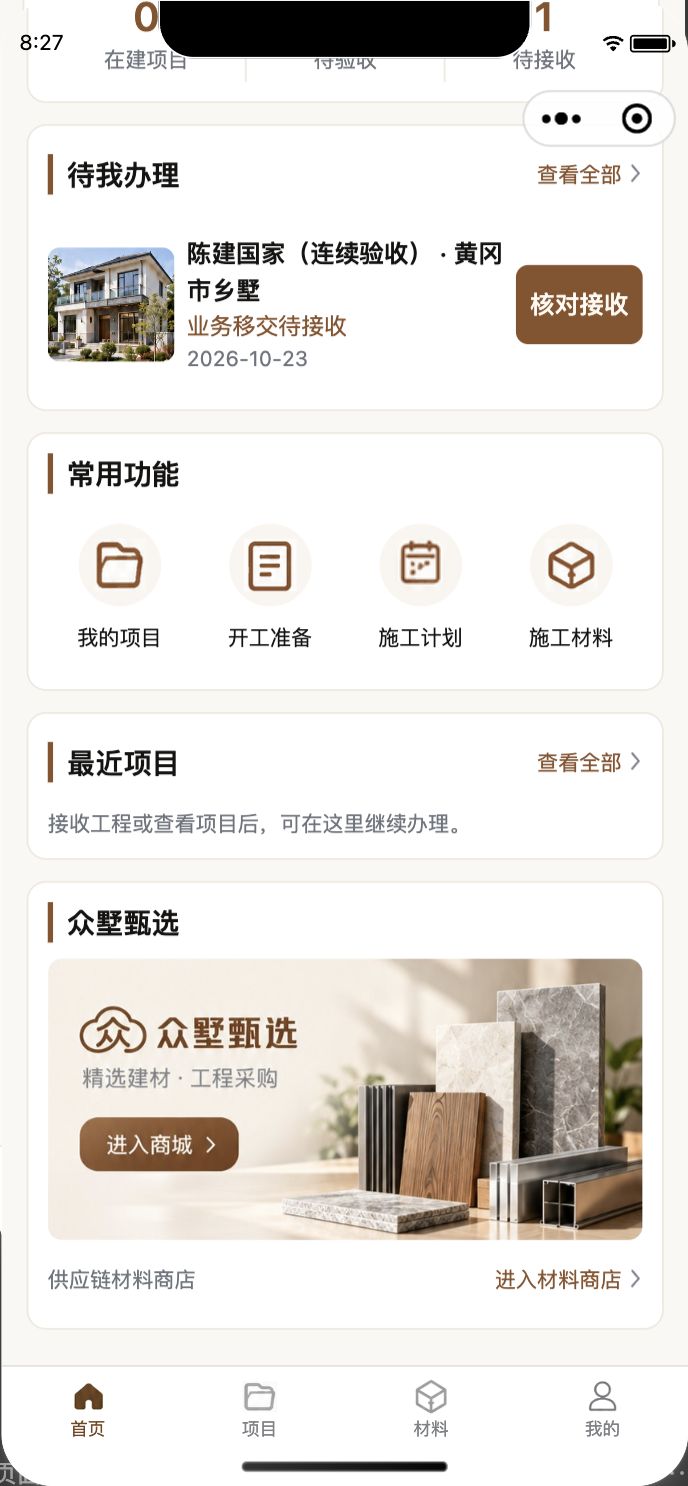 0
1
8:27
在建项目
待验收
待接收
待我办理
查看全部
陈建国家（连续验收）· 黄冈
市乡墅
业务移交待接收
2026-10-23
核对接收
常用功能
我的项目
开工准备
施工计划
施工材料
最近项目
查看全部
接收工程或查看项目后，可在这里继续办理。
众墅甄选
众 众墅甄选
精选建材 · 工程采购
进入商城
供应链材料商店
进入材料商店
首页
项目
材料
我的